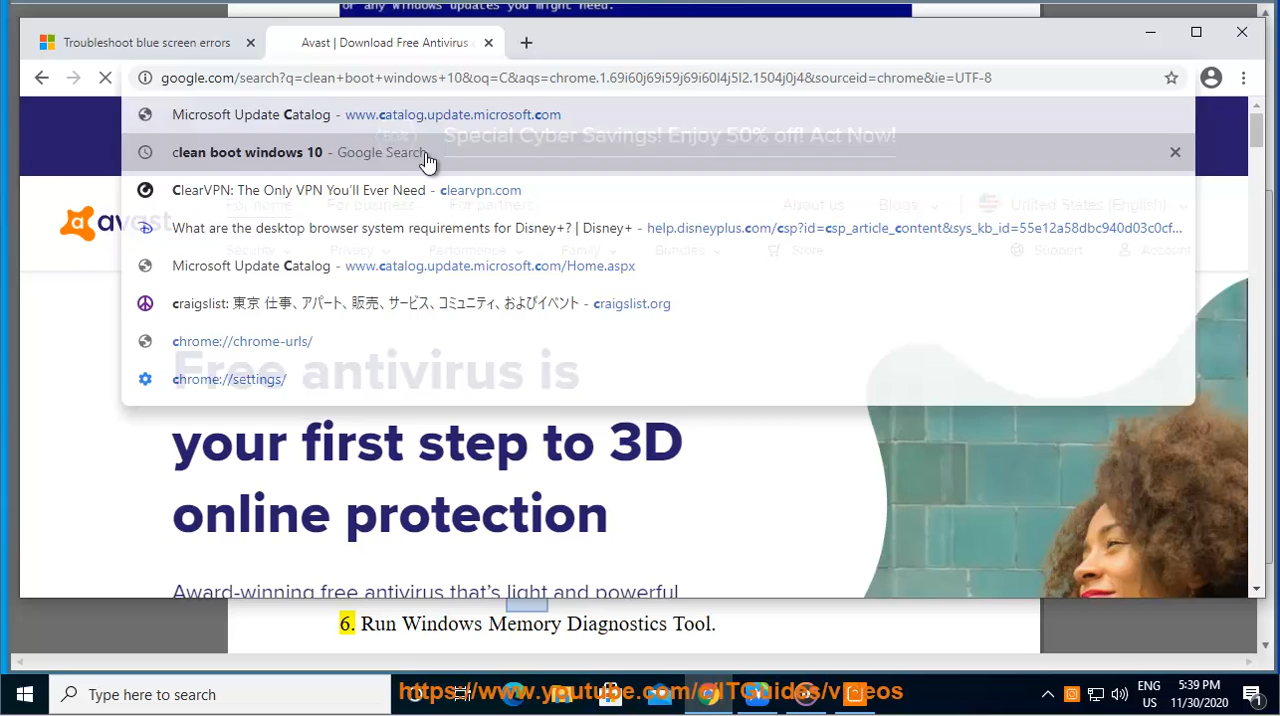 or any windows updates you might need.
Troubleshoot blue screen errors
Avast | Download Free Antivirus
google.com/search?q=clean+boot+windows+10&oq=C&aqs=chrome.1.69i60j69i59j69i60l4j5l2.1504j0j4&sourceid=chrome&ie=UTF-8
Microsoft Update Catalog - www.catalog.update.microsoft.com
Special Cyber Savings! Enjoy 50% off! Act Now!
clean boot windows 10 - Google Search
ClearVPN: The Only VPN You'll Ever Need - clearvpn.com
For home For business For partners About us Blogs United States (English)
avast
What are the desktop browser system requirements for Disney+? | Disney+ - help.disneyplus.com/csp?id=csp_article_content&sys_kb_id=55e12a58dbc940d03c0cf...
Security Privacy Performance Family Bundles Store Support Account
Microsoft Update Catalog - www.catalog.update.microsoft.com/Home.aspx
craigslist: 東京 仕事、アパート、販売、サービス、コミュニティ、およびイベント - craigslist.org
chrome://chrome-urls/
chrome://settings/
Free antivirus is
your first step to 3D
online protection
Award-winning free antivirus that's light and powerful
6. Run Windows Memory Diagnostics Tool.
Type here to search
https://www.youtube.com/@ITGuides/videos
ENG
US
5:39 PM
11/30/2020
1